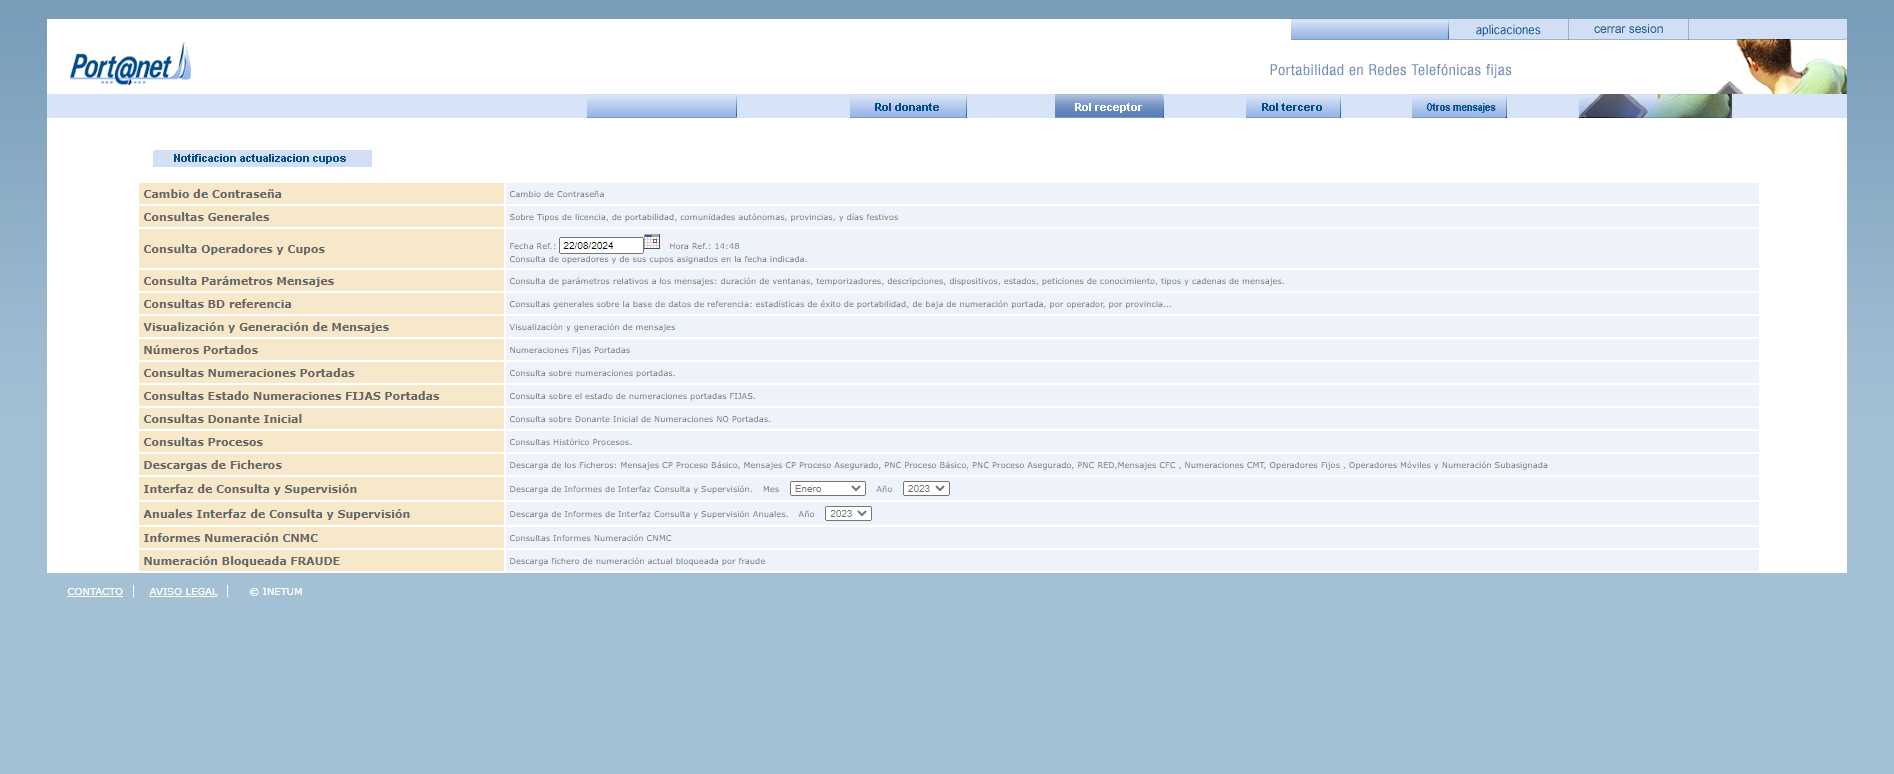 aplicaciones
cerrar sesion
Port@net
Portabilidad en Redes Telefónicas fijas
Rol donante
Rol receptor
Rol tercero
Otros mensajes
Notificacion actualizacion cupos
Cambio de Contraseña
Cambio de Contraseña
Consultas Generales
Sobre Tipos de licencia, de portabilidad, comunidades autónomas, provincias, y días festivos
Consulta Operadores y Cupos
Fecha Ref.: 22/08/2024 Hora Ref.: 14:48
Consulta de operadores y de sus cupos asignados en la fecha indicada.
Consulta Parámetros Mensajes
Consulta de parámetros relativos a los mensajes: duración de ventanas, temporizadores, descripciones, dispositivos, estados, peticiones de conocimiento, tipos y cadenas de mensajes.
Consultas BD referencia
Consultas generales sobre la base de datos de referencia: estadísticas de éxito de portabilidad, de baja de numeración portada, por operador, por provincia...
Visualización y Generación de Mensajes
Visualización y generación de mensajes
Números Portados
Numeraciones Fijas Portadas
Consultas Numeraciones Portadas
Consulta sobre numeraciones portadas.
Consultas Estado Numeraciones FIJAS Portadas
Consulta sobre el estado de numeraciones portadas FIJAS.
Consultas Donante Inicial
Consulta sobre Donante Inicial de Numeraciones NO Portadas.
Consultas Procesos
Consultas Histórico Procesos.
Descargas de Ficheros
Descarga de los Ficheros: Mensajes CP Proceso Básico, Mensajes CP Proceso Asegurado, PNC Proceso Básico, PNC Proceso Asegurado, PNC RED,Mensajes CFC , Numeraciones CMT, Operadores Fijos , Operadores Móviles y Numeración Subasignada
Interfaz de Consulta y Supervisión
Descarga de Informes de Interfaz Consulta y Supervisión. Mes Enero Año 2023
Anuales Interfaz de Consulta y Supervisión
Descarga de Informes de Interfaz Consulta y Supervisión Anuales. Año 2023
Informes Numeración CNMC
Consultas Informes Numeración CNMC
Numeración Bloqueada FRAUDE
Descarga fichero de numeración actual bloqueada por fraude
CONTACTO | AVISO LEGAL | © INETUM